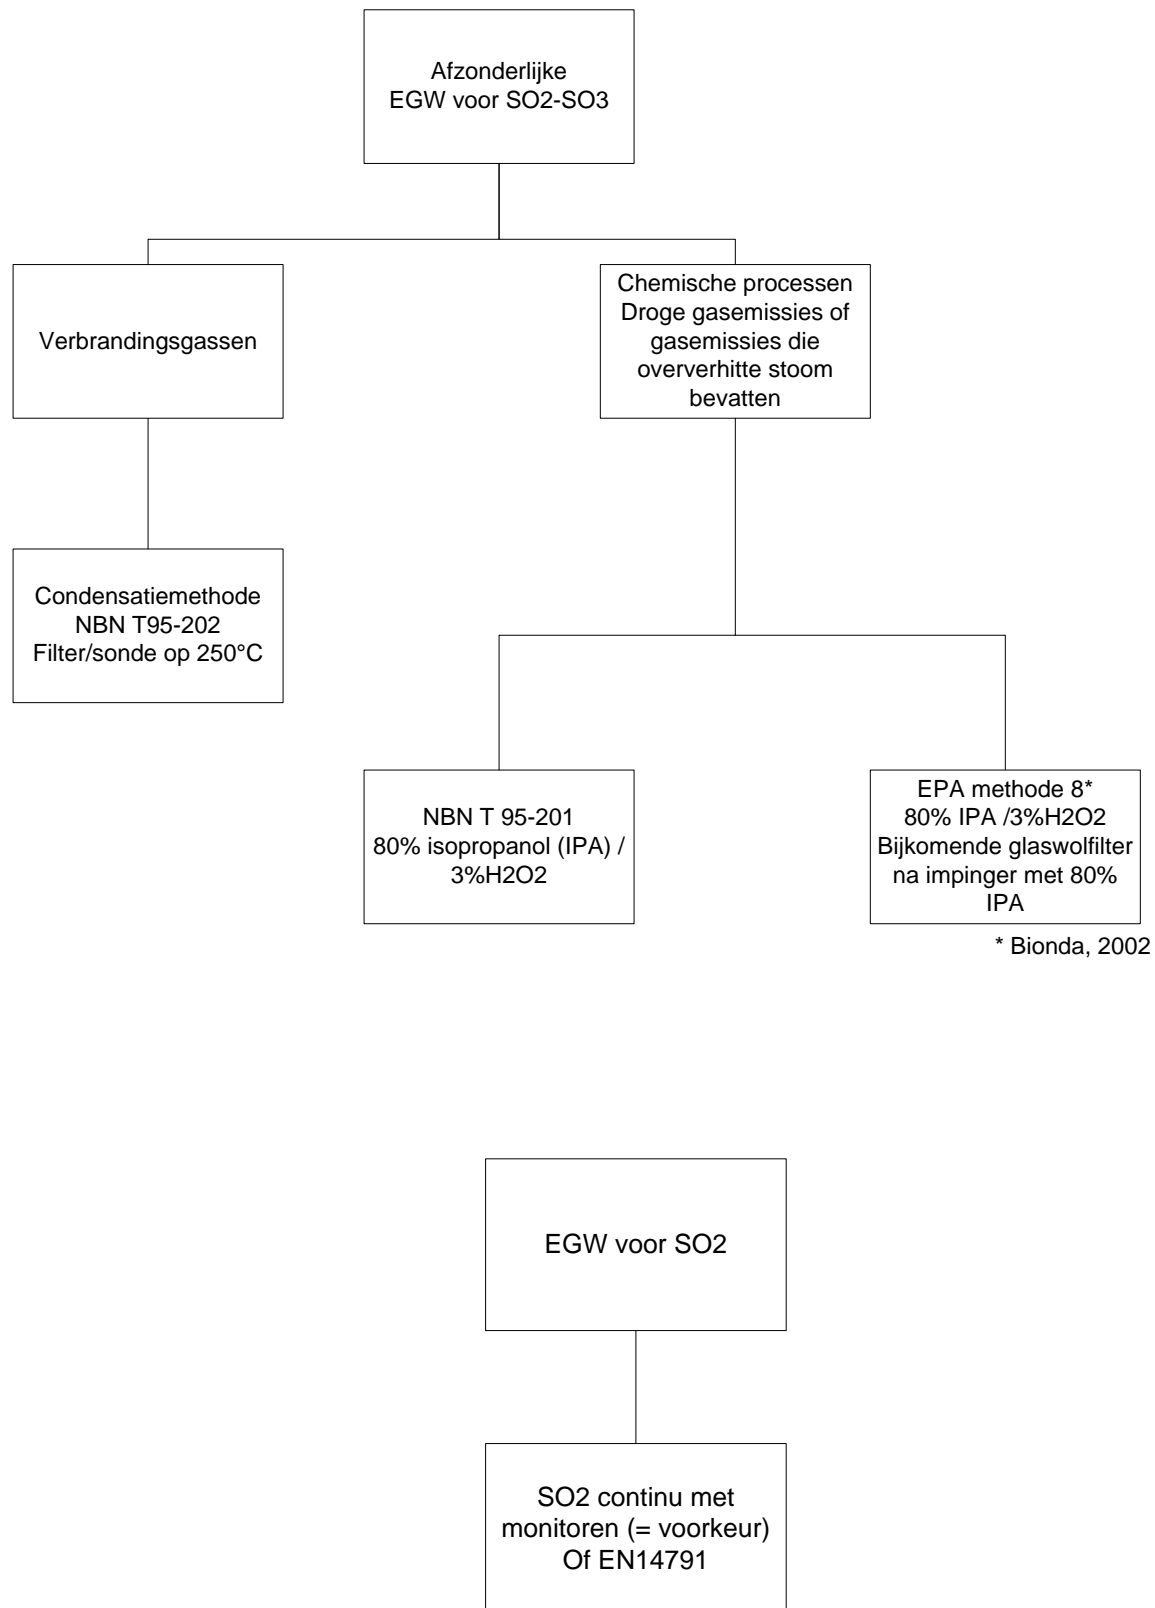 Afzonderlijke
EGW voor SO2-SO3
Verbrandingsgassen
Chemische processen
Droge gasemissies of
gasemissies die
oververhitte stoom
bevatten
Condensatiemethode
NBN T95-202
Filter/sonde op 250°C
NBN T 95-201
80% isopropanol (IPA) /
3%H2O2
EPA methode 8*
80% IPA /3%H2O2
Bijkomende glaswolfilter
na impinger met 80%
IPA
* Bionda, 2002
EGW voor SO2
SO2 continu met
monitoren (= voorkeur)
Of EN14791